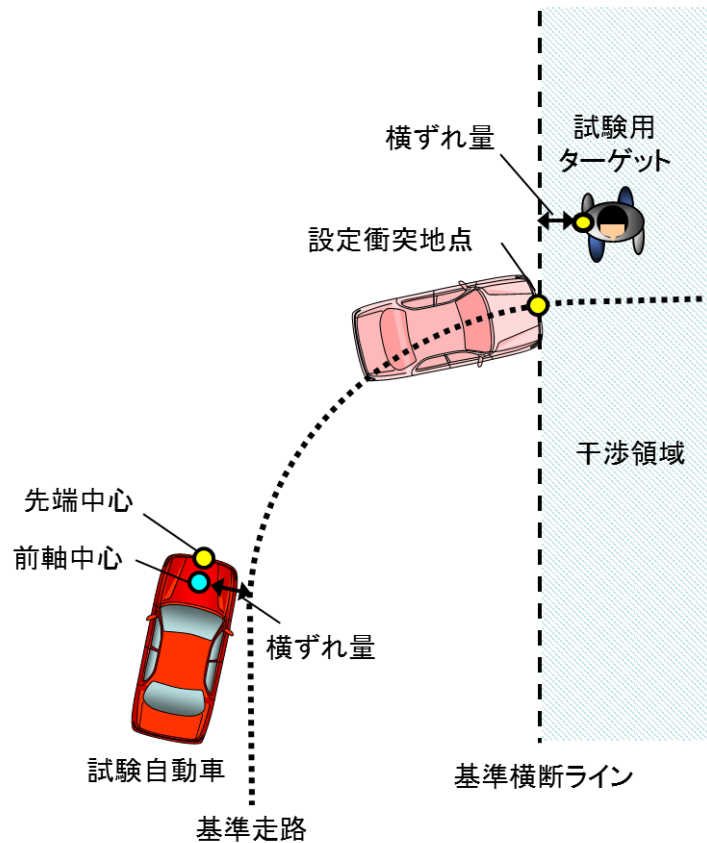 試験用
ターゲット
横ずれ量
設定衝突地点
干渉領域
先端中心
前軸中心
横ずれ量
試験自動車
基準横断ライン
基準走路